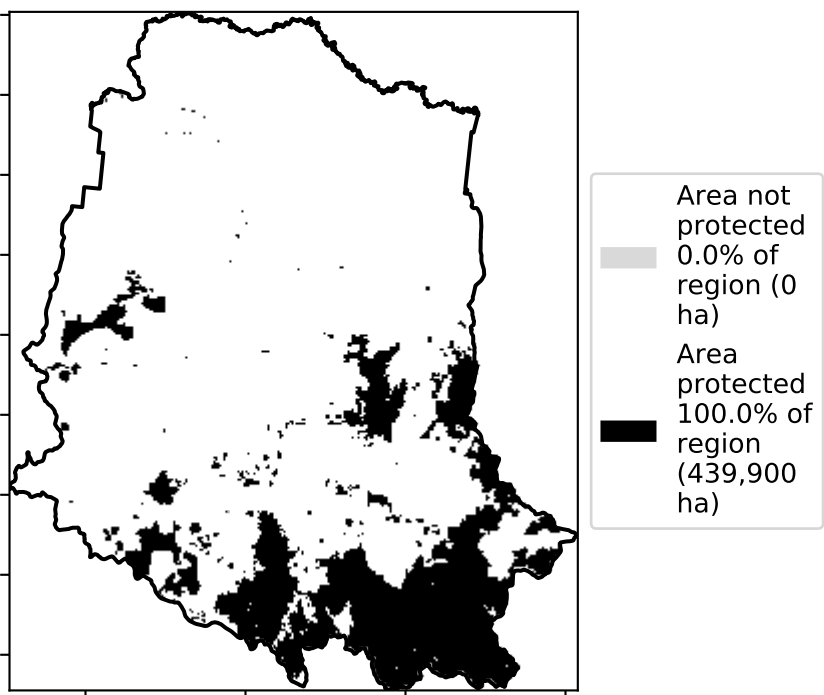 Area not
protected
0.0% of
region (0
ha)
Area
protected
100.0% of
region
(439,900
ha)